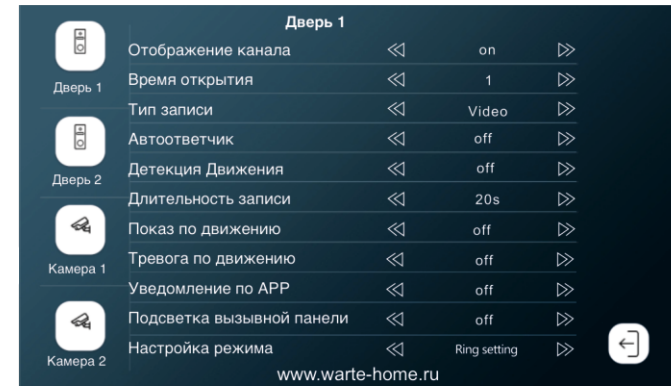 Дверь 1
Отображение канала on
Дверь 1
Время открытия 1
Тип записи Video
Автоответчик off
Детекция Движения off
Дверь 2
Длительность записи 20s
Показ по движению off
Тревога по движению off
Камера 1
Уведомление по APP off
Подсветка вызывной панели off
Настройка режима Ring setting
Камера 2
www.warte-home.ru